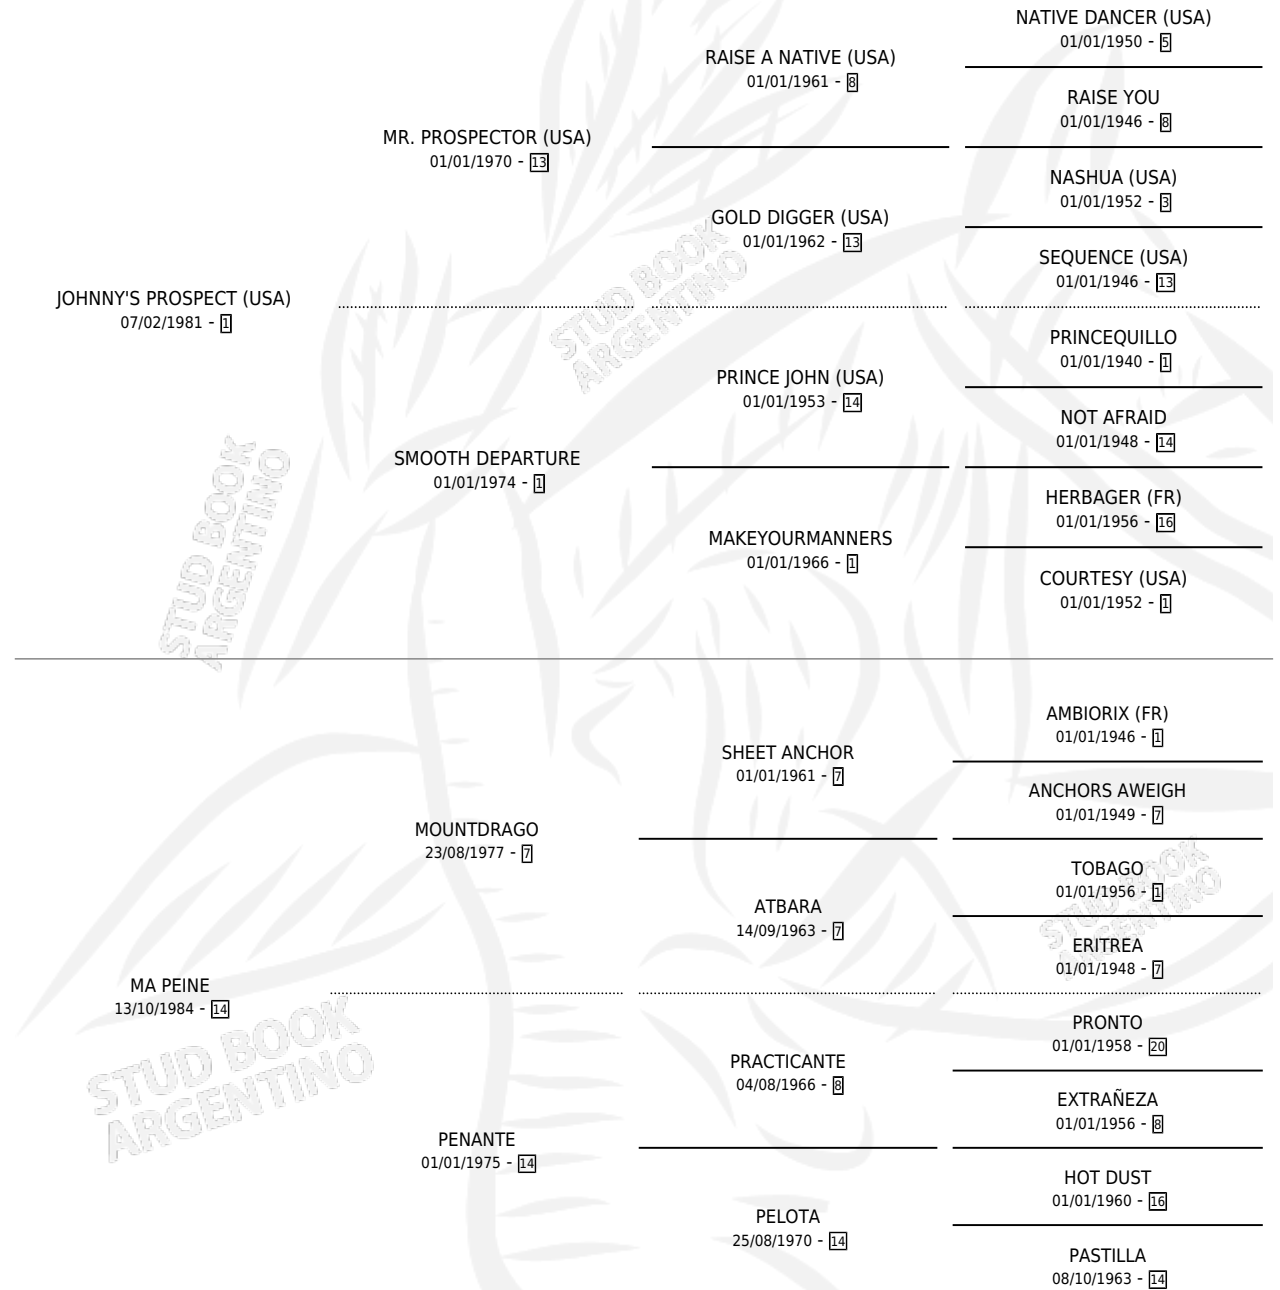 NATIVE DANCER (USA)
01/01/1950 - 5
RAISE A NATIVE (USA)
01/01/1961 - 8
RAISE YOU
01/01/1946 - 8
MR. PROSPECTOR (USA)
01/01/1970 - 13
NASHUA (USA)
01/01/1952 - 3
GOLD DIGGER (USA)
01/01/1962 - 13
SEQUENCE (USA)
01/01/1946 - 13
JOHNNY'S PROSPECT (USA)
07/02/1981 - 1
PRINCEQUILLO
01/01/1940 - 1
PRINCE JOHN (USA)
01/01/1953 - 14
NOT AFRAID
01/01/1948 - 14
SMOOTH DEPARTURE
01/01/1974 - 1
HERBAGER (FR)
01/01/1956 - 16
MAKEYOURMANNERS
01/01/1966 - 1
COURTESY (USA)
01/01/1952 - 1
STUD BOOK
ARGENTINO
STUD BOOK
ARGENTINO
AMBIORIX (FR)
01/01/1946 - 1
SHEET ANCHOR
01/01/1961 - 7
ANCHORS AWEIGH
01/01/1949 - 7
MOUNTDRAGO
23/08/1977 - 7
TOBAGO
01/01/1956 - 1
ATBARA
14/09/1963 - 7
ERITREA
01/01/1948 - 7
STUD BOOK
ARGENTINO
MA PEINE
13/10/1984 - 14
PRONTO
01/01/1958 - 20
PRACTICANTE
04/08/1966 - 8
EXTRAÑEZA
01/01/1956 - 8
STUD BOOK
ARGENTINO
PENANTE
01/01/1975 - 14
HOT DUST
01/01/1960 - 16
PELOTA
25/08/1970 - 14
PASTILLA
08/10/1963 - 14